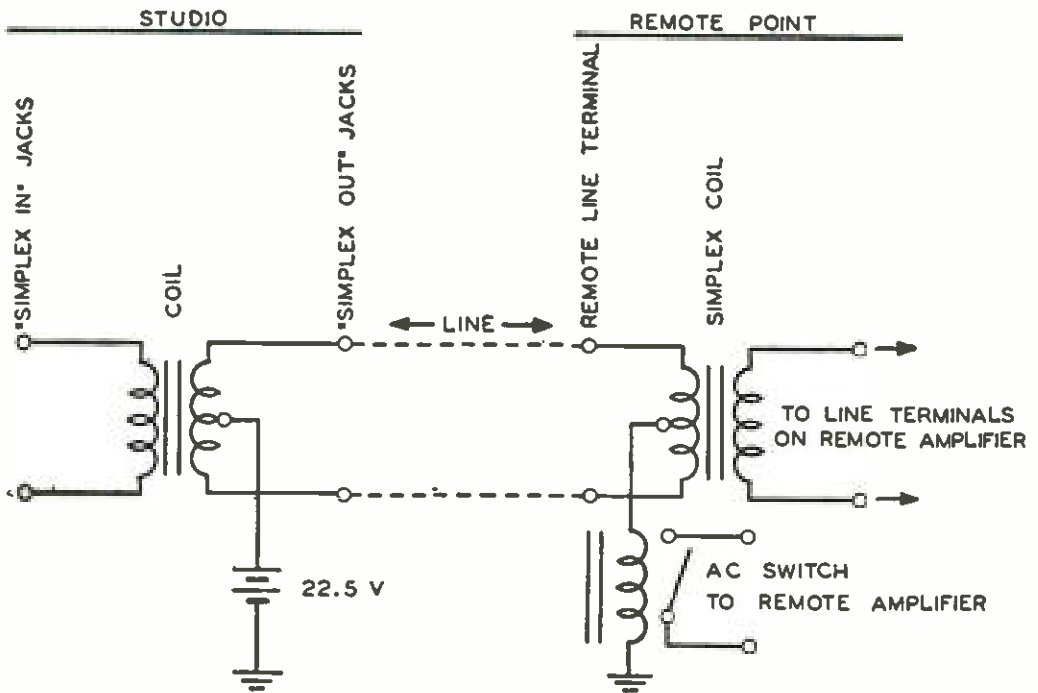 STUDIO
REMOTE POINT
"SIMPLEX IN" JACKS
COIL
"SIMPLEX OUT" JACKS
LINE
REMOTE LINE TERMINAL
SIMPLEX COIL
TO LINE TERMINALS
ON REMOTE AMPLIFIER
22.5 V
AC SWITCH
TO REMOTE AMPLIFIER